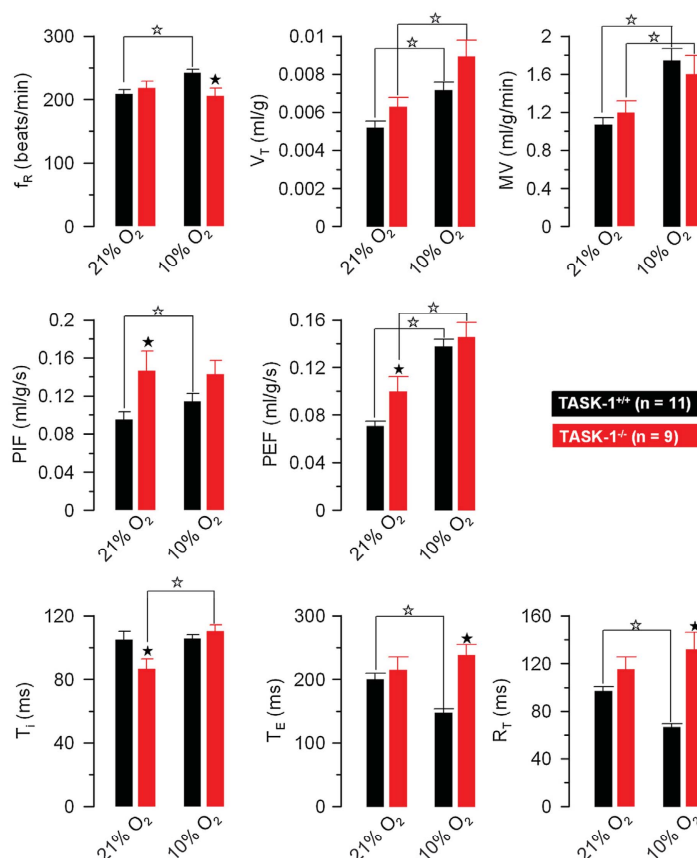 f_R (beats/min)
300
200
100
0
21% O₂
10% O₂
☆
★
V_T (ml/g)
0.01
0.008
0.006
0.004
0.002
0
21% O₂
10% O₂
☆
☆
MV (ml/g/min)
2
1.6
1.2
0.8
0.4
0
21% O₂
10% O₂
☆
☆
PIF (ml/g/s)
0.2
0.16
0.12
0.08
0.04
0
21% O₂
10% O₂
★
☆
PEF (ml/g/s)
0.16
0.12
0.08
0.04
0
21% O₂
10% O₂
★
☆
☆
TASK-1⁺/⁺ (n = 11)
TASK-1⁻/⁻ (n = 9)
T_i (ms)
120
80
40
0
21% O₂
10% O₂
★
☆
T_E (ms)
300
200
100
0
21% O₂
10% O₂
☆
★
R_T (ms)
160
120
80
40
0
21% O₂
10% O₂
☆
★